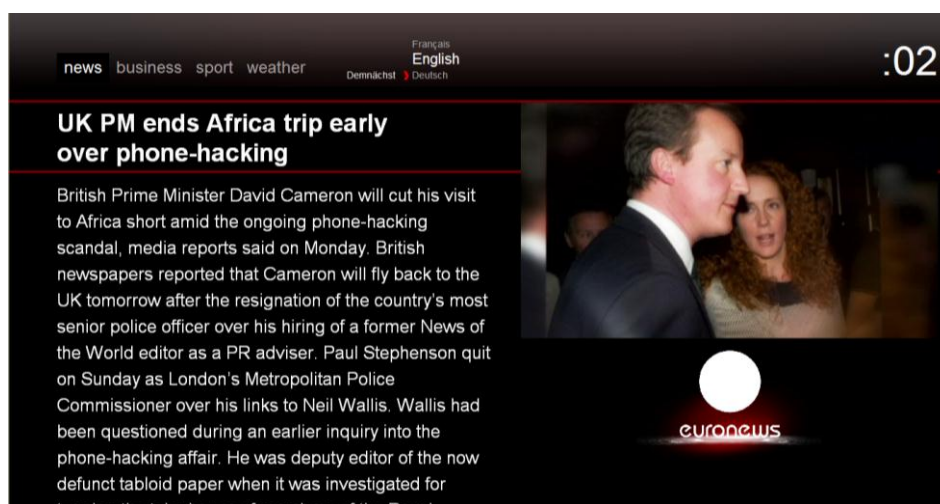 Français
English
Demnächst Deutsch
news business sport weather
:02
UK PM ends Africa trip early
over phone-hacking
British Prime Minister David Cameron will cut his visit
to Africa short amid the ongoing phone-hacking
scandal, media reports said on Monday. British
newspapers reported that Cameron will fly back to the
UK tomorrow after the resignation of the country's most
senior police officer over his hiring of a former News of
the World editor as a PR adviser. Paul Stephenson quit
on Sunday as London's Metropolitan Police
Commissioner over his links to Neil Wallis. Wallis had
been questioned during an earlier inquiry into the
phone-hacking affair. He was deputy editor of the now
defunct tabloid paper when it was investigated for
euronews